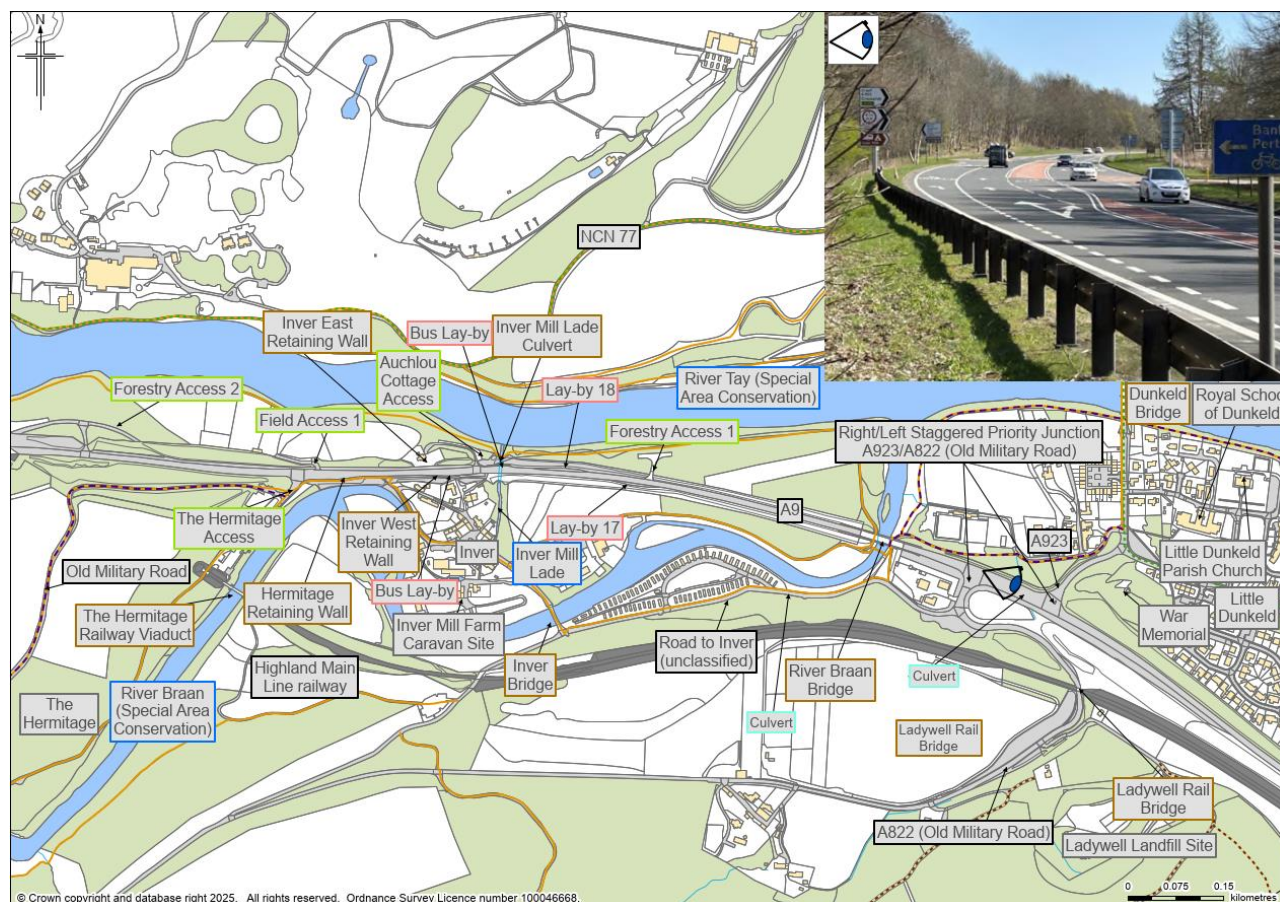 N
NCN 77
Ban
Pert
Inver East
Retaining Wall
Bus Lay-by
Inver Mill Lade
Culvert
Auchlou
Cottage
Access
Lay-by 18
River Tay (Special
Area Conservation)
Forestry Access 2
Field Access 1
Forestry Access 1
Right/Left Staggered Priority Junction
A923/A822 (Old Military Road)
Dunkeld
Bridge
Royal School
of Dunkeld
The Hermitage
Access
Inver West
Retaining
Wall
Inver
Inver Mill
Lade
Lay-by 17
A9
A923
Little Dunkeld
Parish Church
Old Military Road
Hermitage
Retaining Wall
Bus Lay-by
The Hermitage
Railway Viaduct
Inver Mill Farm
Caravan Site
War
Memorial
Little
Dunkeld
Highland Main
Line railway
Inver
Bridge
Road to Inver
(unclassified)
River Braan
Bridge
Culvert
The
Hermitage
River Braan
(Special Area
Conservation)
Culvert
Ladywell Rail
Bridge
Ladywell Rail
Bridge
A822 (Old Military Road)
Ladywell Landfill Site
0 0.075 0.15
kilometres
© Crown copyright and database right 2025. All rights reserved. Ordnance Survey Licence number 100046668.